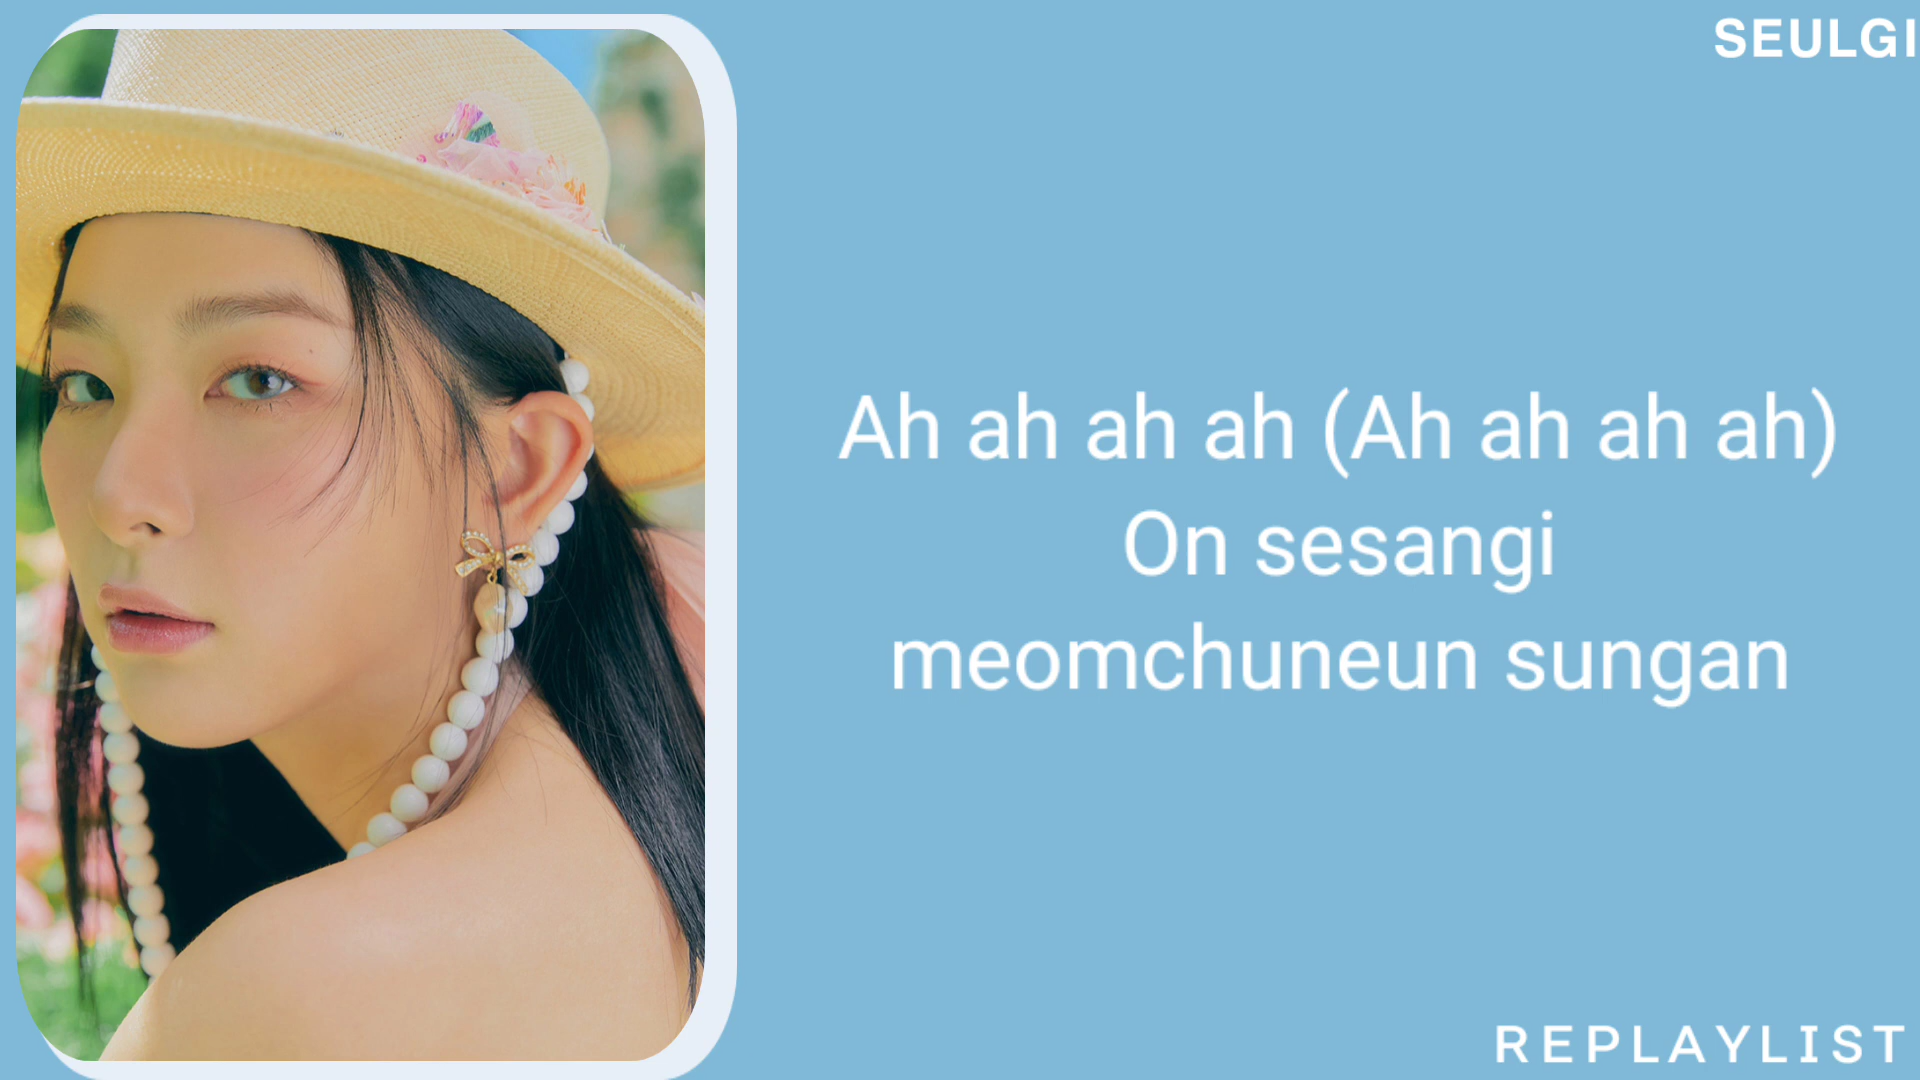 SEULGI
Ah ah ah ah (Ah ah ah ah)
On sesangi
meomchuneun sungan
REPLAYLIST